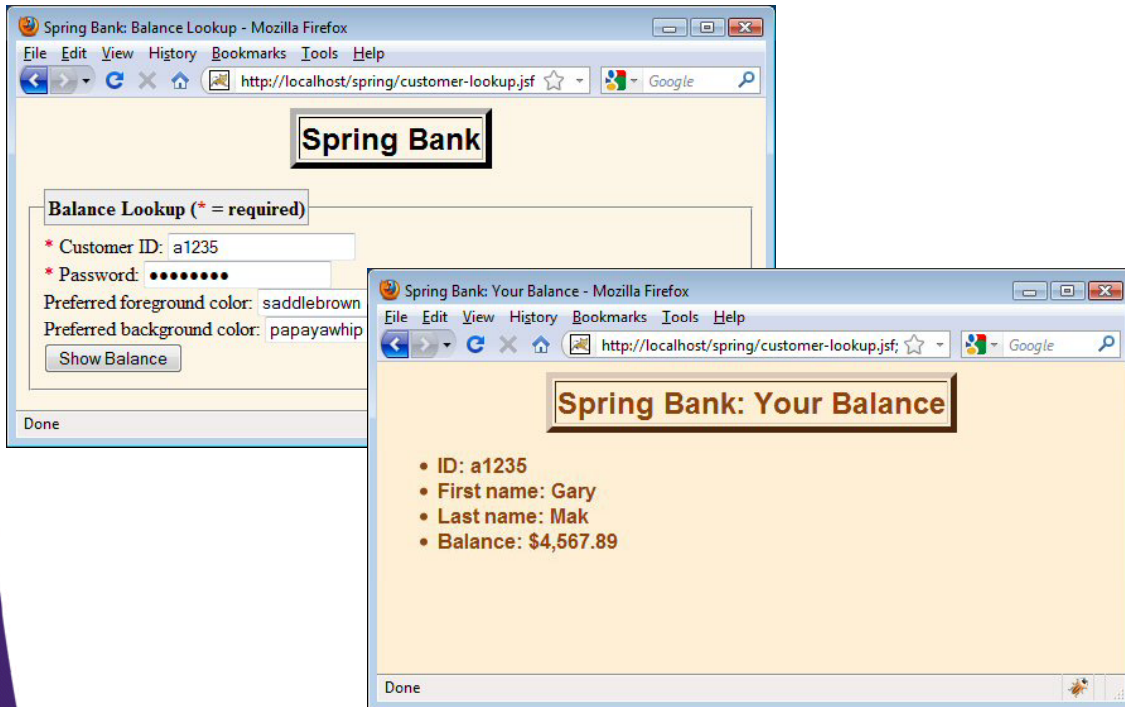 Spring Bank: Balance Lookup - Mozilla Firefox
File Edit View History Bookmarks Tools Help
http://localhost/spring/customer-lookup.jsf
Google
Spring Bank
Balance Lookup (* = required)
* Customer ID: a1235
* Password: ●●●●●●●●
Preferred foreground color: saddlebrown
Preferred background color: papayawhip
Show Balance
Done
Spring Bank: Your Balance - Mozilla Firefox
File Edit View History Bookmarks Tools Help
http://localhost/spring/customer-lookup.jsf;
Google
Spring Bank: Your Balance
• ID: a1235
• First name: Gary
• Last name: Mak
• Balance: $4,567.89
Done